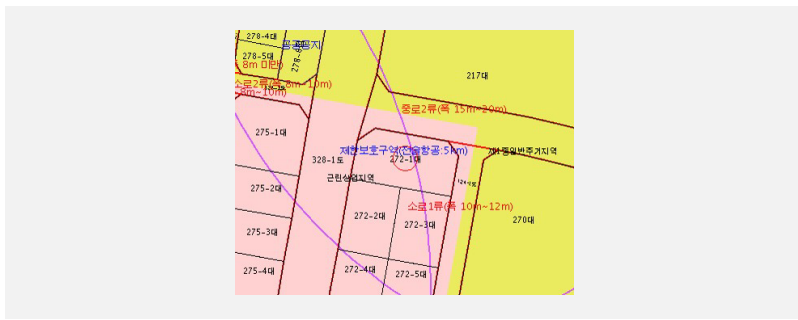 278-4대
공공공지
278-5대
8m 미만)
소로2류(폭 8m~10m)
8m~10m)
217대
중로2류(폭 15m~20m)
275-1대
제한보호구역(전술항공:5km)
제1종일반주거지역
328-1도
272-1대
근린상업지역
275-2대
소로1류(폭 10m~12m)
272-2대
272-3대
270대
275-3대
275-4대
272-4대
272-5대